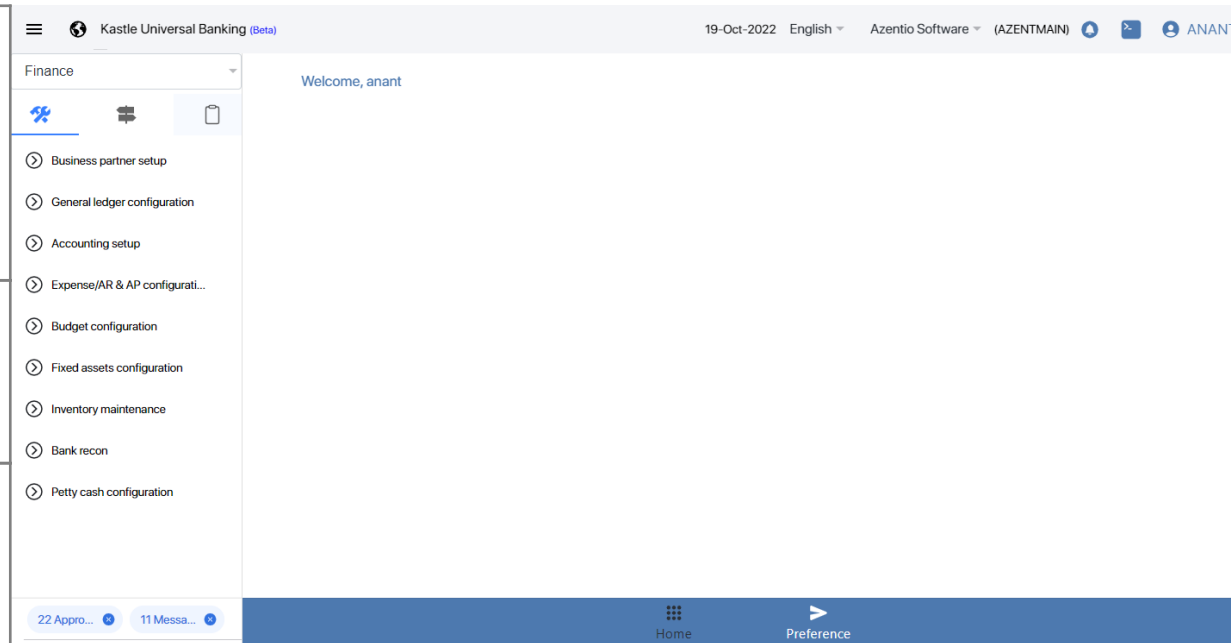 Kastle Universal Banking (Beta)
19-Oct-2022 English Azentio Software (AZENTMAIN) ANANT
Finance
Welcome, anant
Business partner setup
General ledger configuration
Accounting setup
Expense/AR & AP configurati...
Budget configuration
Fixed assets configuration
Inventory maintenance
Bank recon
Petty cash configuration
22 Appro... 11 Messa...
Home Preference